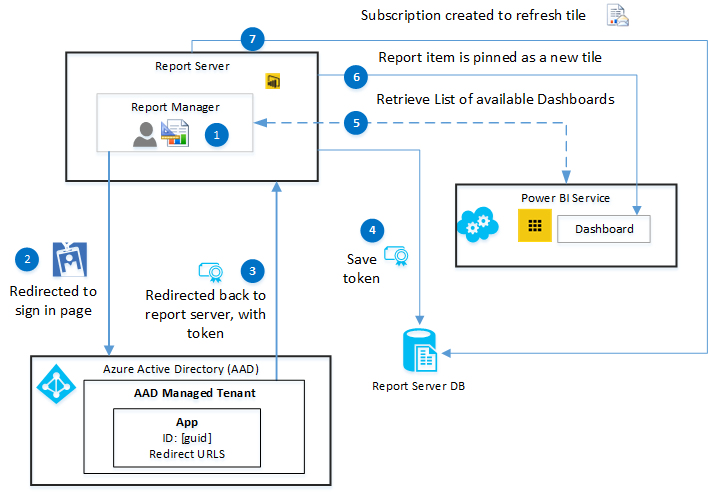 7
Subscription created to refresh tile
Report Server
Report item is pinned as a new tile
6
Report Manager
1
Retrieve List of available Dashboards
5
Power BI Service
Dashboard
2
Redirected to
sign in page
3
Redirected back to
report server, with
token
4
Save
token
Report Server DB
Azure Active Directory (AAD)
AAD Managed Tenant
App
ID: [guid]
Redirect URLS